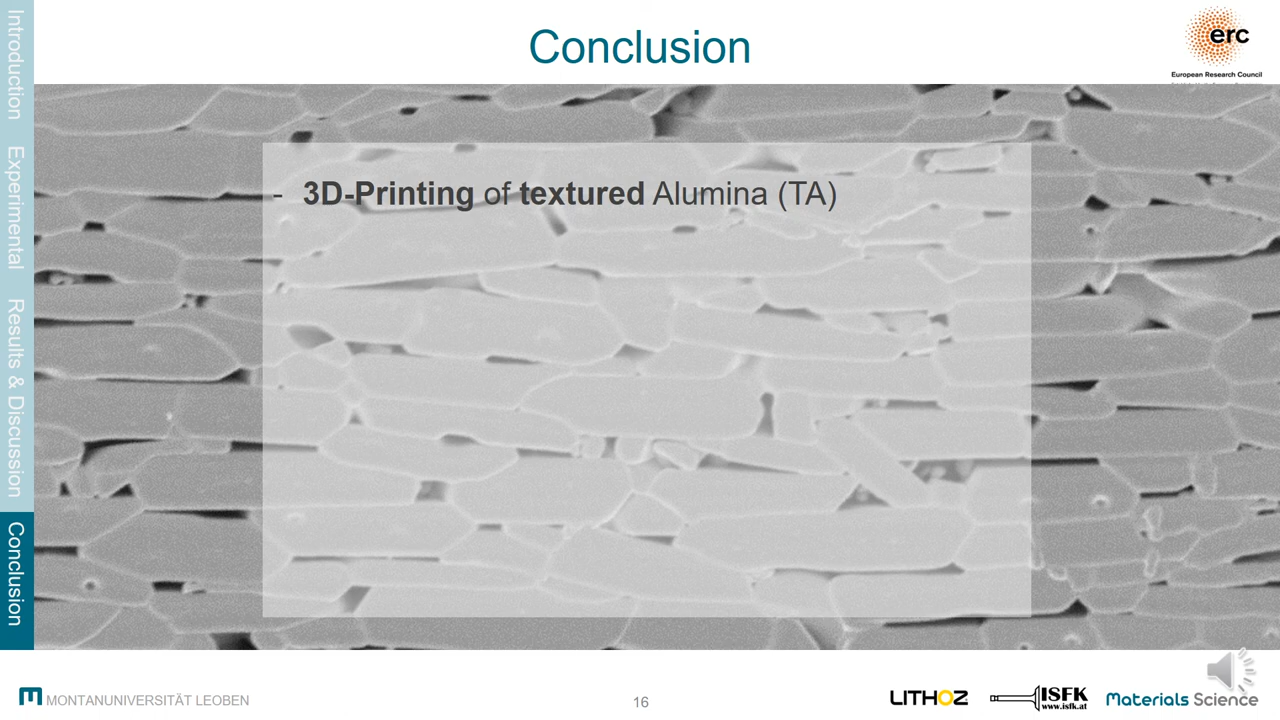 Conclusion
erc
European Research Council
Introduction
Experimental
Results & Discussion
Conclusion
- 3D-Printing of textured Alumina (TA)
MONTANUNIVERSITÄT LEOBEN
16
LITHOZ
ISFK
www.isfk.at
Materials Science